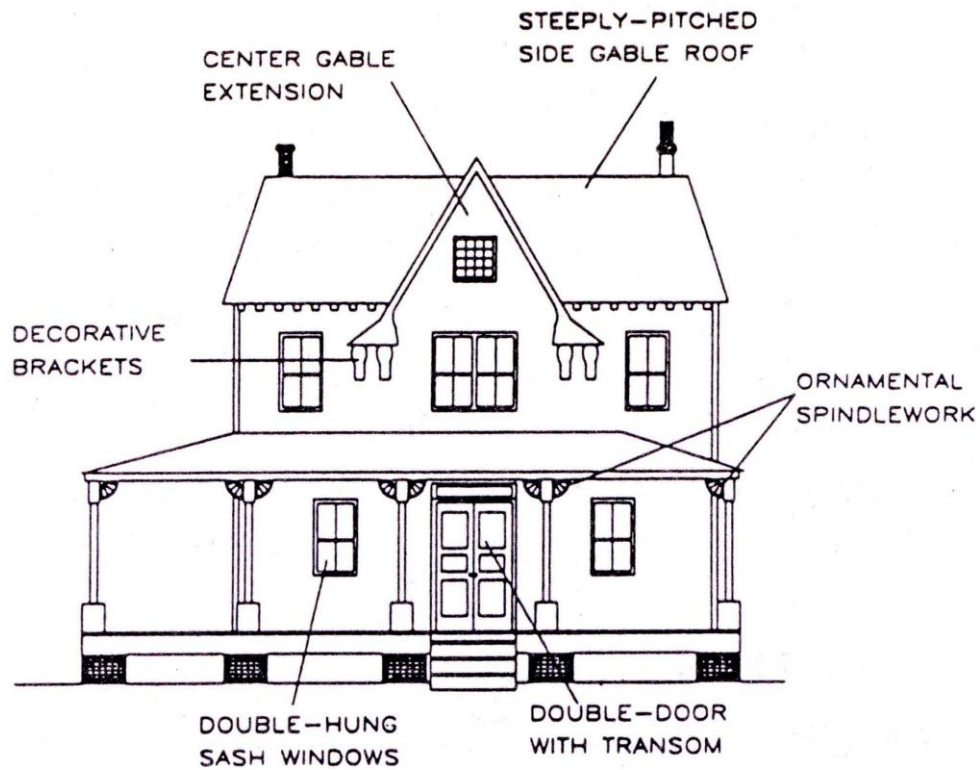 STEEPLY-PITCHED
SIDE GABLE ROOF
CENTER GABLE
EXTENSION
DECORATIVE
BRACKETS
ORNAMENTAL
SPINDLEWORK
DOUBLE-HUNG
SASH WINDOWS
DOUBLE-DOOR
WITH TRANSOM